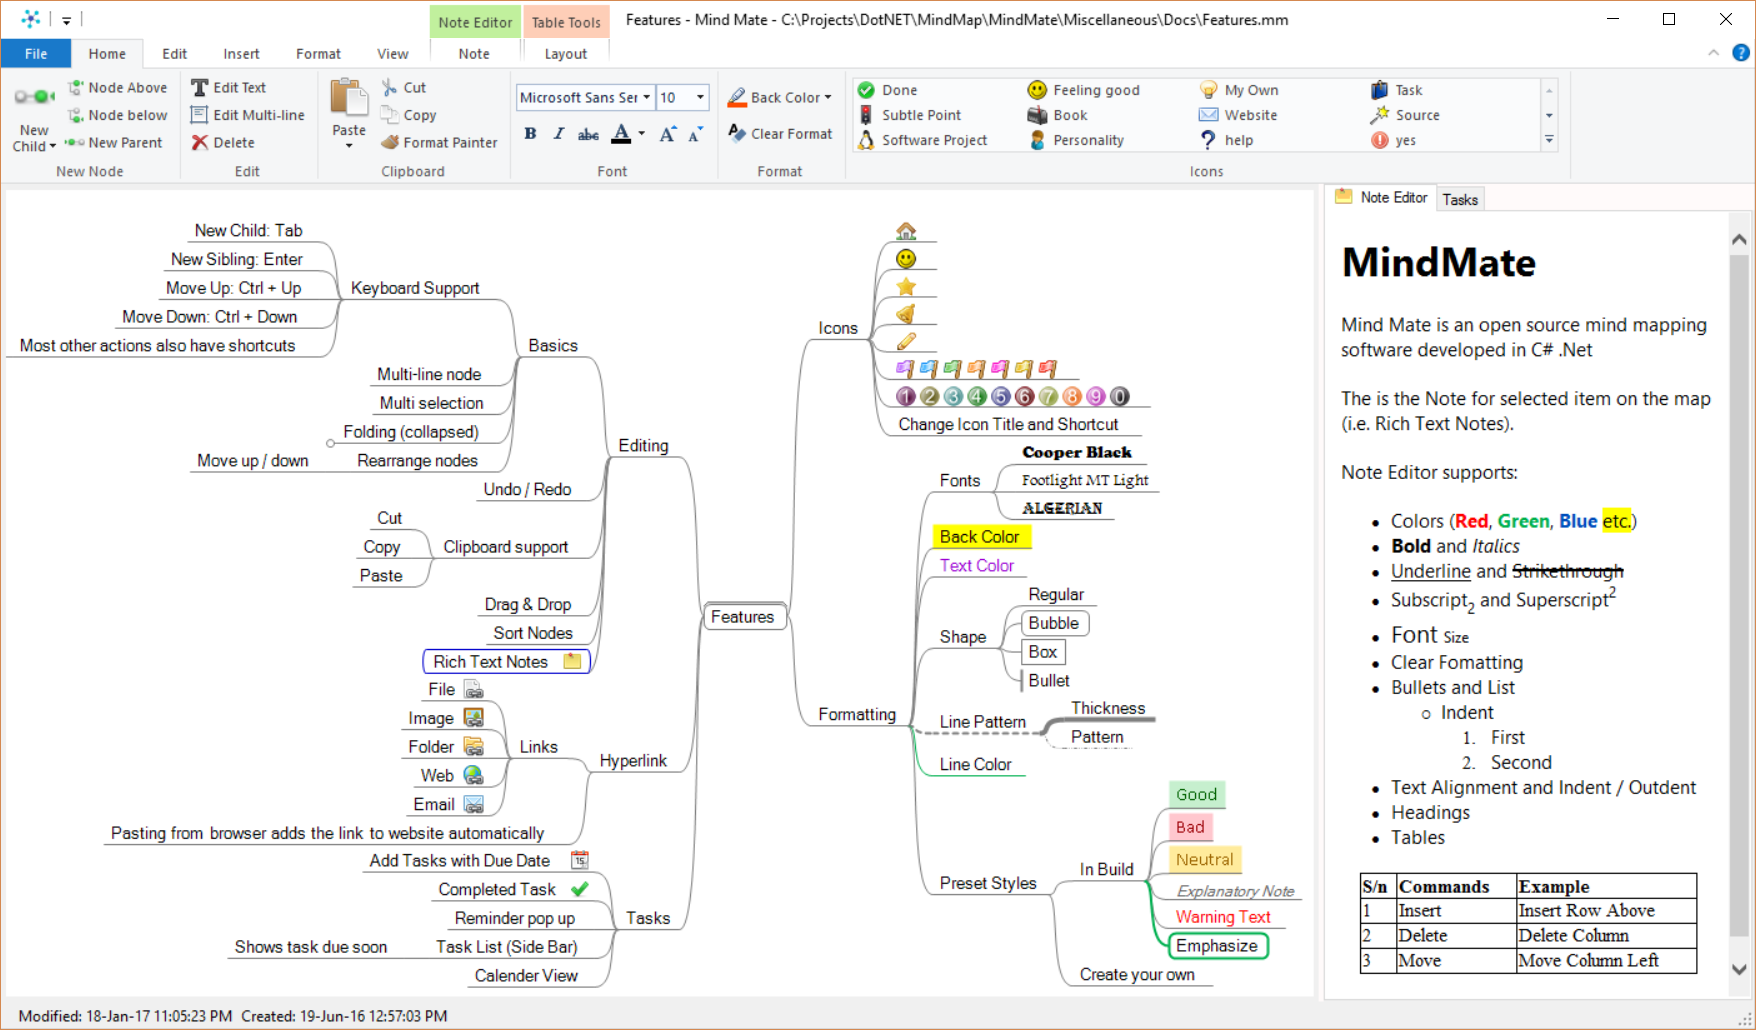 Note Editor
Table Tools
Features - Mind Mate - C:\Projects\DotNET\MindMap\MindMate\Miscellaneous\Docs\Features.mm
File
Home
Edit
Insert
Format
View
Note
Layout
New Child
Node Above
Node below
New Parent
New Node
Edit Text
Edit Multi-line
Delete
Edit
Paste
Cut
Copy
Format Painter
Clipboard
Microsoft Sans Ser
10
B I abc A A A
Font
Back Color
Clear Format
Format
Done
Feeling good
My Own
Task
Subtle Point
Book
Website
Source
Software Project
Personality
help
yes
Icons
New Child: Tab
New Sibling: Enter
Move Up: Ctrl + Up
Move Down: Ctrl + Down
Most other actions also have shortcuts
Keyboard Support
Basics
Multi-line node
Multi selection
Folding (collapsed)
Move up / down
Rearrange nodes
Editing
Undo / Redo
Cut
Copy
Paste
Clipboard support
Drag & Drop
Sort Nodes
Rich Text Notes
Features
File
Image
Folder
Web
Email
Links
Hyperlink
Pasting from browser adds the link to website automatically
Add Tasks with Due Date
15
Completed Task
Reminder pop up
Tasks
Shows task due soon
Task List (Side Bar)
Calender View
Icons
1 2 3 4 5 6 7 8 9 0
Change Icon Title and Shortcut
Fonts
Cooper Black
Footlight MT Light
ALGERIAN
Back Color
Text Color
Shape
Regular
Bubble
Box
Bullet
Formatting
Line Pattern
Thickness
Pattern
Line Color
Preset Styles
In Build
Good
Bad
Neutral
Explanatory Note
Warning Text
Emphasize
Create your own
Note Editor
Tasks
MindMate
Mind Mate is an open source mind mapping
software developed in C# .Net
The is the Note for selected item on the map
(i.e. Rich Text Notes).
Note Editor supports:
• Colors (Red, Green, Blue etc.)
• Bold and Italics
• Underline and Strikethrough
• Subscript2 and Superscript2
• Font Size
• Clear Fomatting
• Bullets and List
o Indent
1. First
2. Second
• Text Alignment and Indent / Outdent
• Headings
• Tables
S/n Commands Example
1 Insert Insert Row Above
2 Delete Delete Column
3 Move Move Column Left
Modified: 18-Jan-17 11:05:23 PM Created: 19-Jun-16 12:57:03 PM